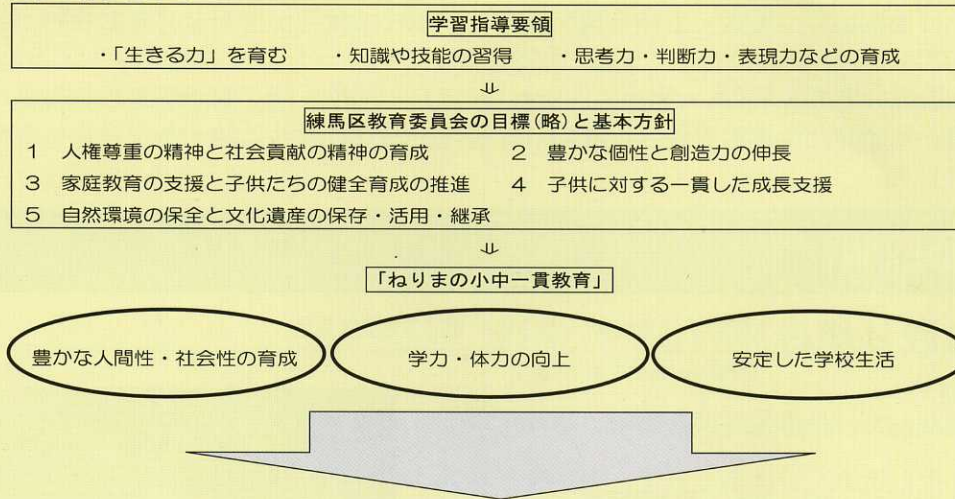 学習指導要領
・「生きる力」を育む　・知識や技能の習得　・思考力・判断力・表現力などの育成
⇓
練馬区教育委員会の目標(略)と基本方針
1　人権尊重の精神と社会貢献の精神の育成　2　豊かな個性と創造力の伸長
3　家庭教育の支援と子供たちの健全育成の推進　4　子供に対する一貫した成長支援
5　自然環境の保全と文化遺産の保存・活用・継承
⇓
「ねりまの小中一貫教育」
豊かな人間性・社会性の育成　学力・体力の向上　安定した学校生活